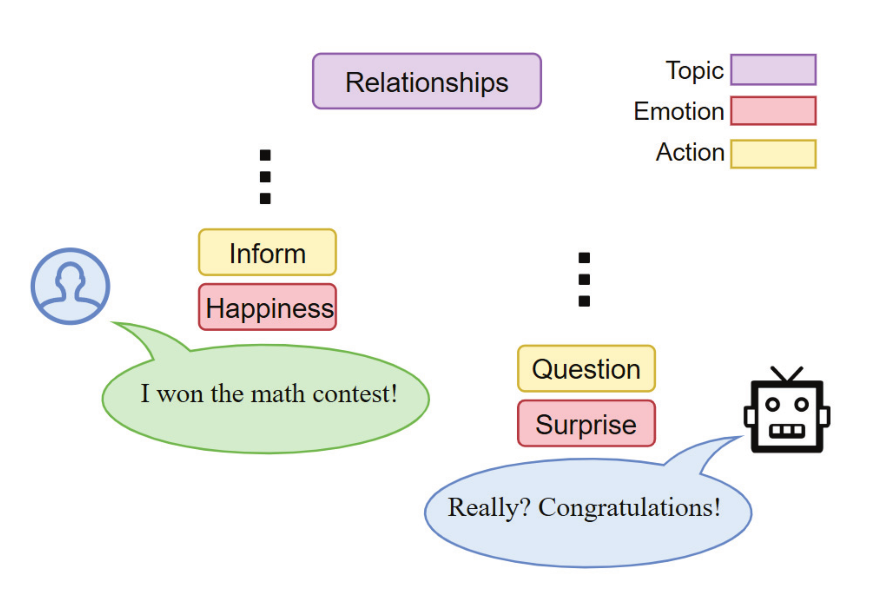 Relationships
Topic
Emotion
Action
Inform
Happiness
I won the math contest!
Question
Surprise
Really? Congratulations!